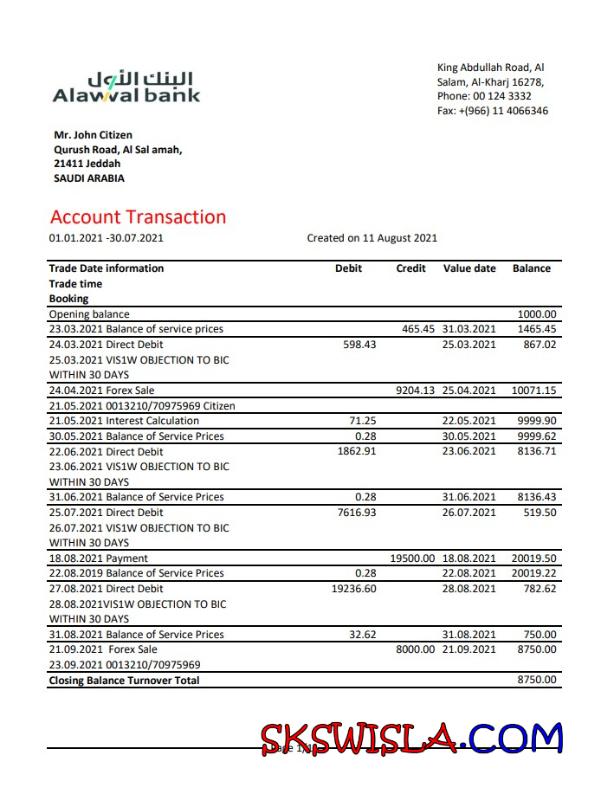 البنك الأول
Alawwal bank
King Abdullah Road, Al
Salam, Al-Kharj 16278,
Phone: 00 124 3332
Fax: +(966) 11 4066346
Mr. John Citizen
Qurush Road, Al Sal amah,
21411 Jeddah
SAUDI ARABIA
Account Transaction
01.01.2021 -30.07.2021 Created on 11 August 2021
Trade Date information Debit Credit Value date Balance
Trade time
Booking
Opening balance 1000.00
23.03.2021 Balance of service prices 465.45 31.03.2021 1465.45
24.03.2021 Direct Debit 598.43 25.03.2021 867.02
25.03.2021 VIS1W OBJECTION TO BIC
WITHIN 30 DAYS
24.04.2021 Forex Sale 9204.13 25.04.2021 10071.15
21.05.2021 0013210/70975969 Citizen
21.05.2021 Interest Calculation 71.25 22.05.2021 9999.90
30.05.2021 Balance of Service Prices 0.28 30.05.2021 9999.62
22.06.2021 Direct Debit 1862.91 23.06.2021 8136.71
23.06.2021 VIS1W OBJECTION TO BIC
WITHIN 30 DAYS
31.06.2021 Balance of Service Prices 0.28 31.06.2021 8136.43
25.07.2021 Direct Debit 7616.93 26.07.2021 519.50
26.07.2021 VIS1W OBJECTION TO BIC
WITHIN 30 DAYS
18.08.2021 Payment 19500.00 18.08.2021 20019.50
22.08.2019 Balance of Service Prices 0.28 22.08.2021 20019.22
27.08.2021 Direct Debit 19236.60 28.08.2021 782.62
28.08.2021VIS1W OBJECTION TO BIC
WITHIN 30 DAYS
31.08.2021 Balance of Service Prices 32.62 31.08.2021 750.00
21.09.2021 Forex Sale 8000.00 21.09.2021 8750.00
23.09.2021 0013210/70975969
Closing Balance Turnover Total 8750.00
SKSWISLA.COM